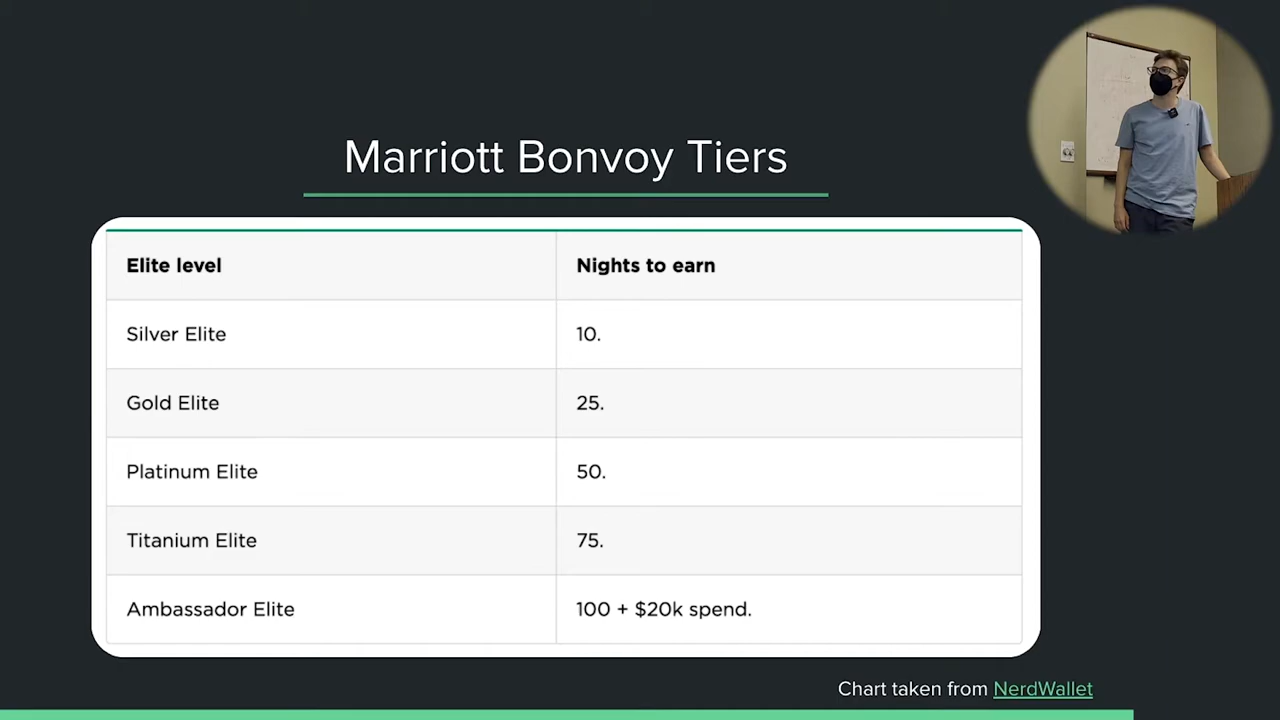 Marriott Bonvoy Tiers
Elite level Nights to earn
Silver Elite 10.
Gold Elite 25.
Platinum Elite 50.
Titanium Elite 75.
Ambassador Elite 100 + $20k spend.
Chart taken from NerdWallet